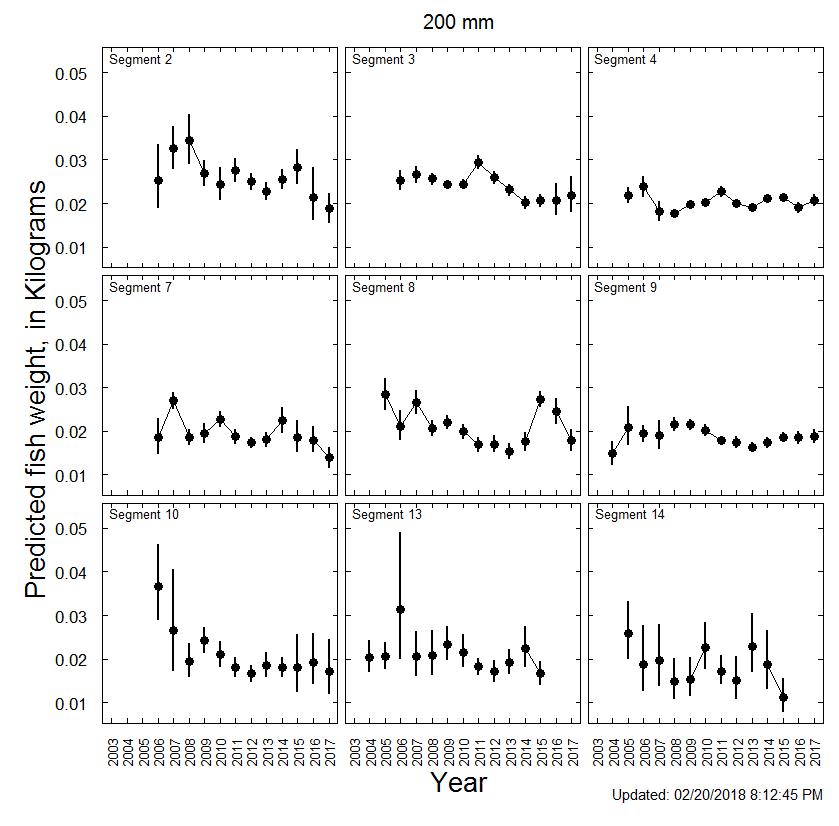 200 mm
Predicted fish weight, in Kilograms
Segment 2
Segment 3
Segment 4
0.05
0.04
0.03
0.02
0.01
Segment 7
Segment 8
Segment 9
0.05
0.04
0.03
0.02
0.01
Segment 10
Segment 13
Segment 14
0.05
0.04
0.03
0.02
0.01
2003 2004 2005 2006 2007 2008 2009 2010 2011 2012 2013 2014 2015 2016 2017
2003 2004 2005 2006 2007 2008 2009 2010 2011 2012 2013 2014 2015 2016 2017
2003 2004 2005 2006 2007 2008 2009 2010 2011 2012 2013 2014 2015 2016 2017
Year
Updated: 02/20/2018 8:12:45 PM